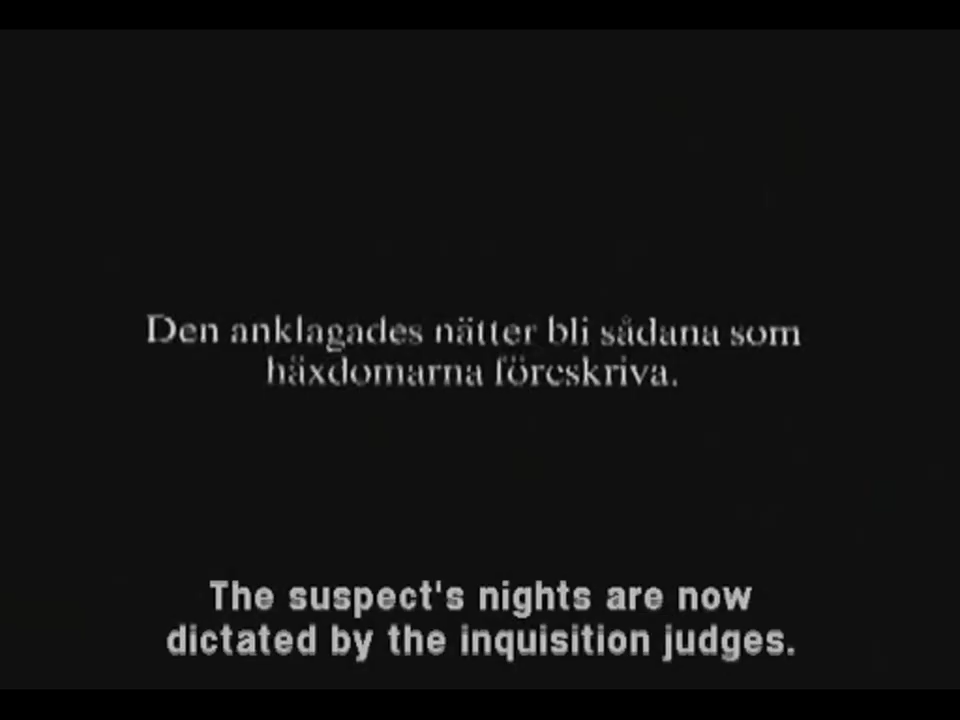 Den anklagades nätter bli sådana som
häxdomarna föreskriva.
The suspect's nights are now
dictated by the inquisition judges.